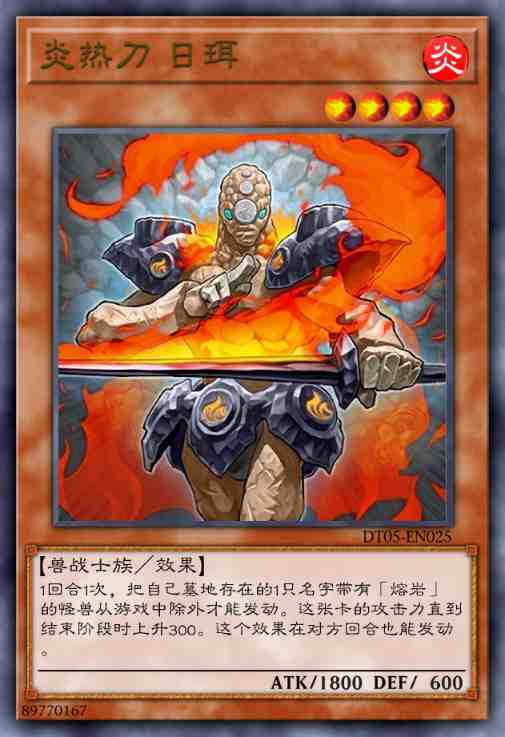 炎热刀 日珥
炎
DT05-EN025
【兽战士族／效果】
1回合1次，把自己墓地存在的1只名字带有「熔岩」
的怪兽从游戏中除外才能发动。这张卡的攻击力直到
结束阶段时上升300。这个效果在对方回合也能发动
。
ATK/1800 DEF/ 600
89770167